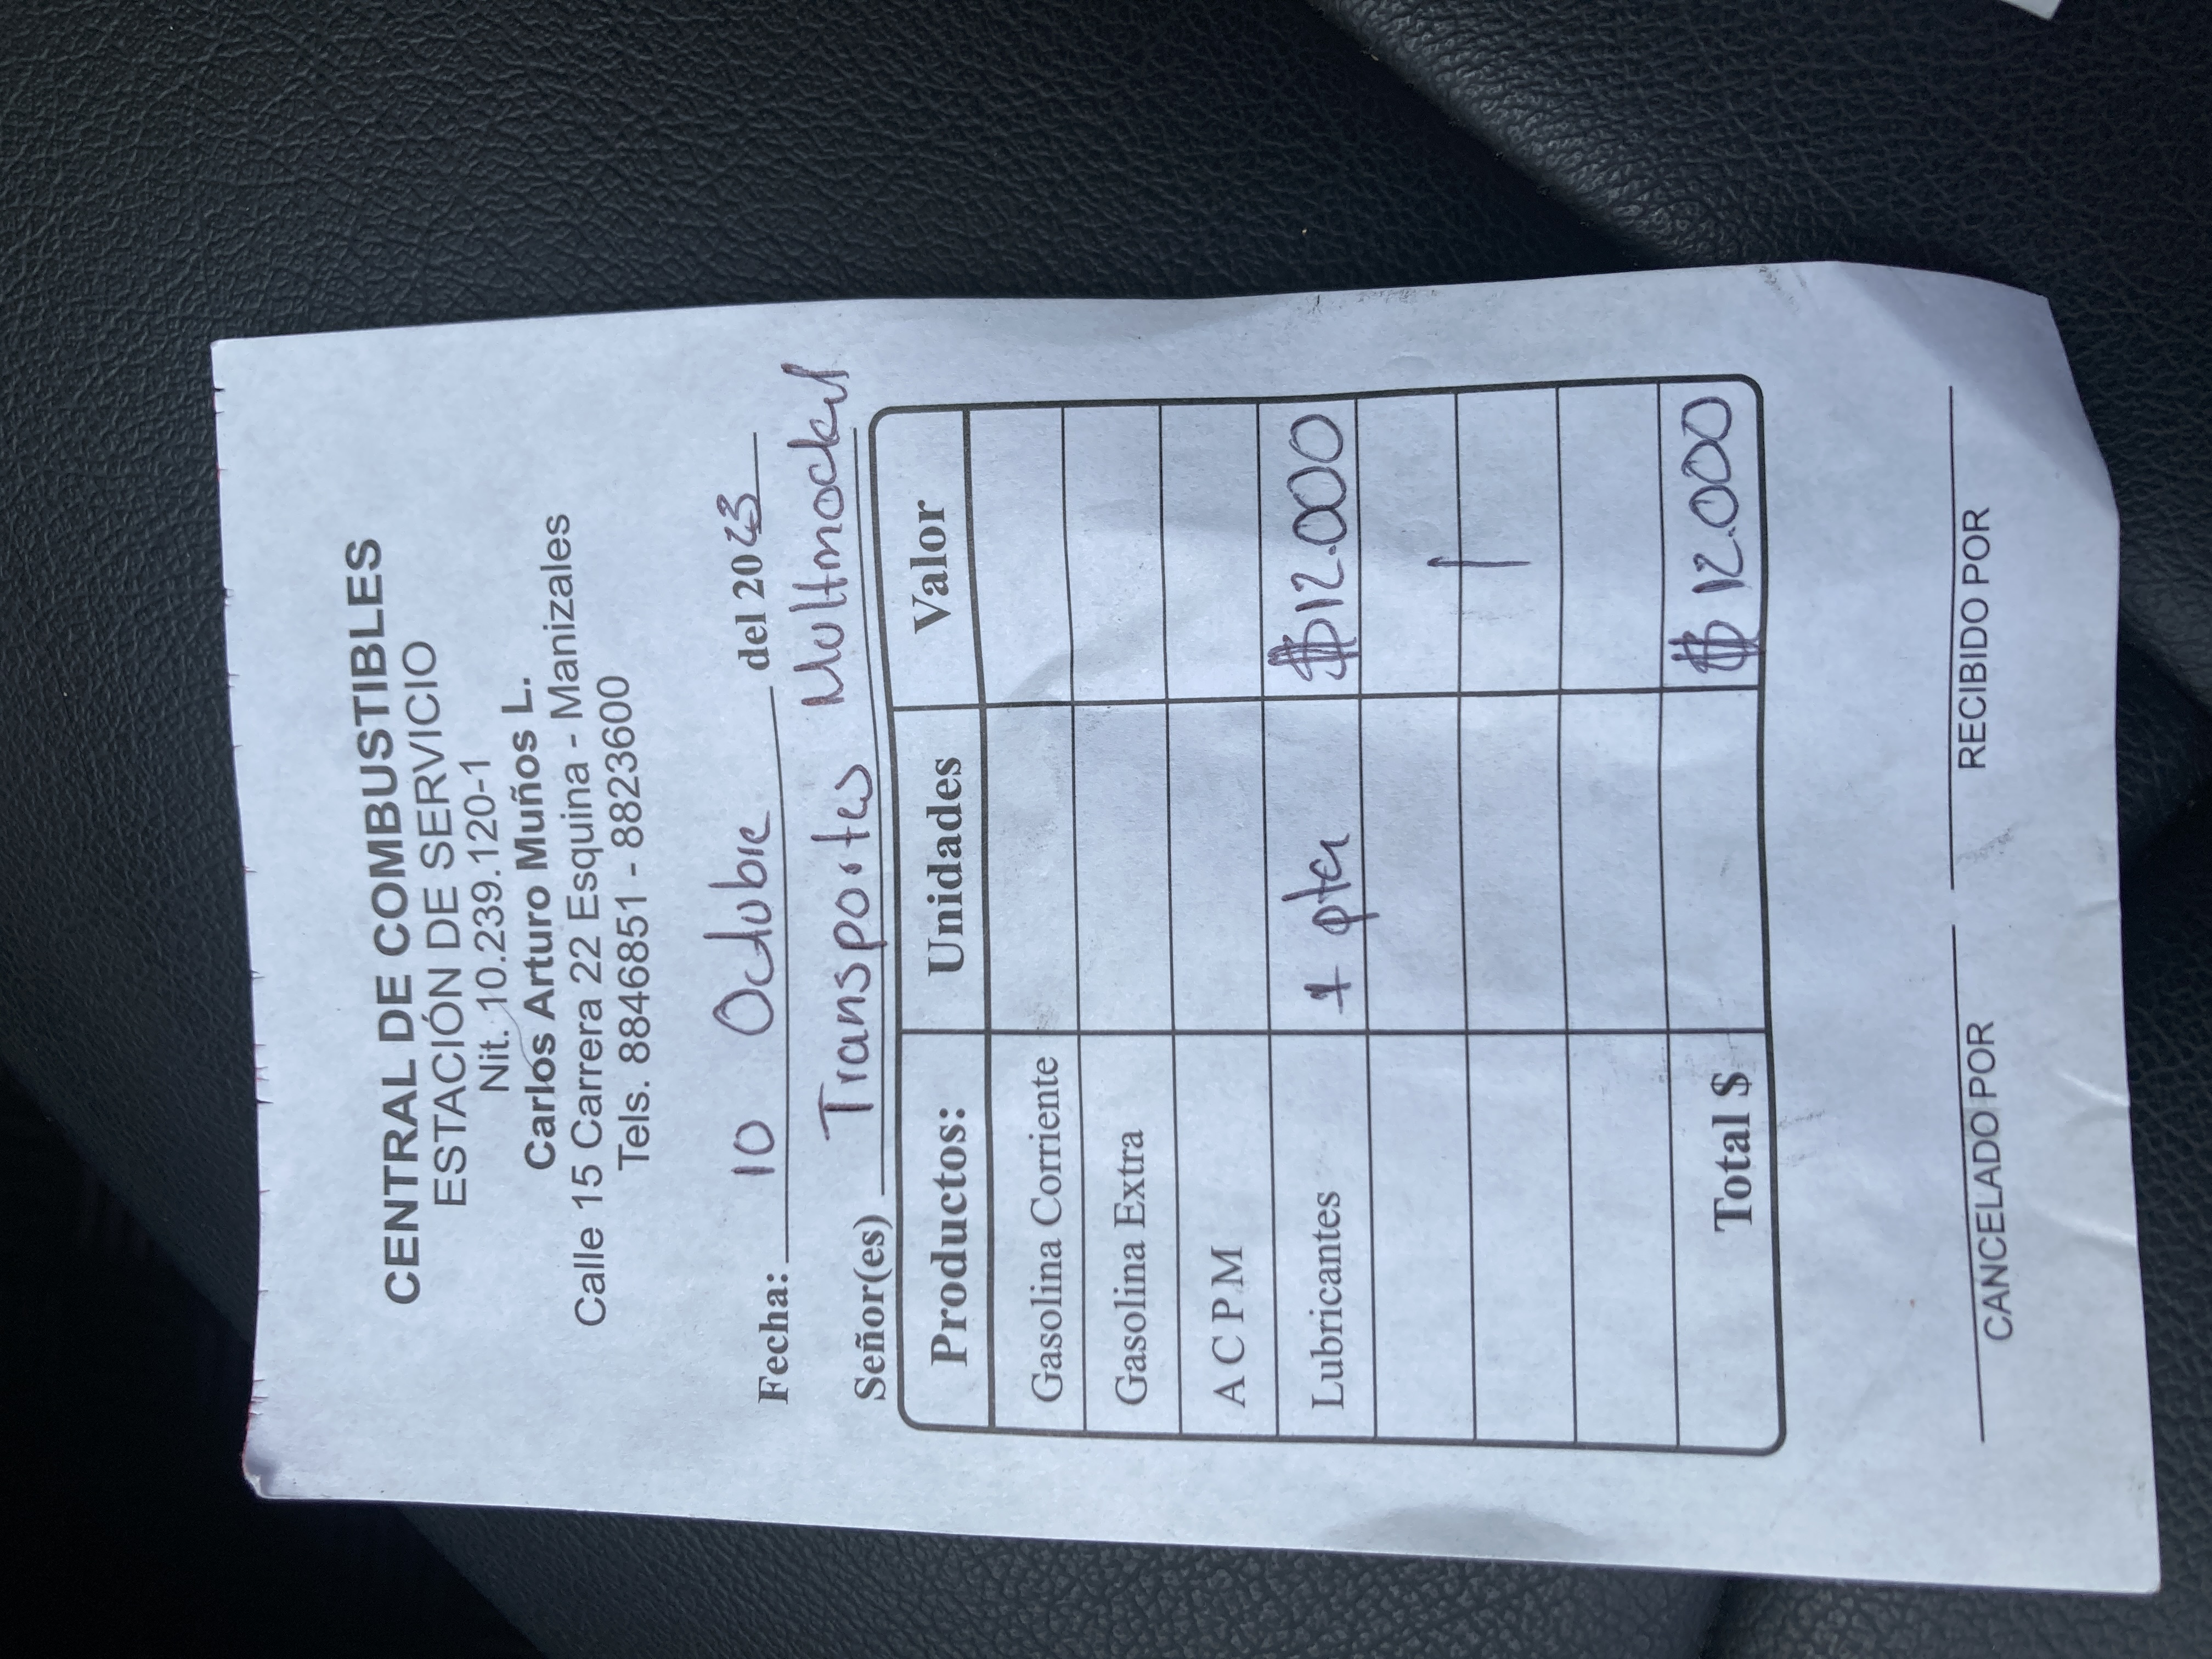 CENTRAL DE COMBUSTIBLES
ESTACIÓN DE SERVICIO
Nit. 10.239.120-1
Carlos Arturo Muños L.
Calle 15 Carrera 22 Esquina - Manizales
Tels. 8846851 - 8823600
Fecha: 10 Octubre del 2023
Señor(es) Transportes Multmodal
Productos: Unidades Valor
Gasolina Corriente
Gasolina Extra
A C P M
Lubricantes 1 pta $12.000
Total $ $12.000
CANCELADO POR RECIBIDO POR